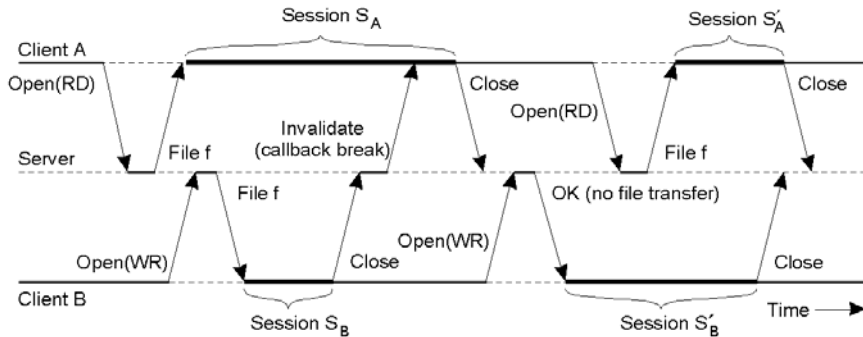 Session S_A
Session S′_A
Client A
Open(RD)
Close
Close
Open(RD)
Invalidate
(callback break)
File f
File f
Server
File f
OK (no file transfer)
Open(WR)
Close
Open(WR)
Close
Client B
Session S_B
Session S′_B
Time